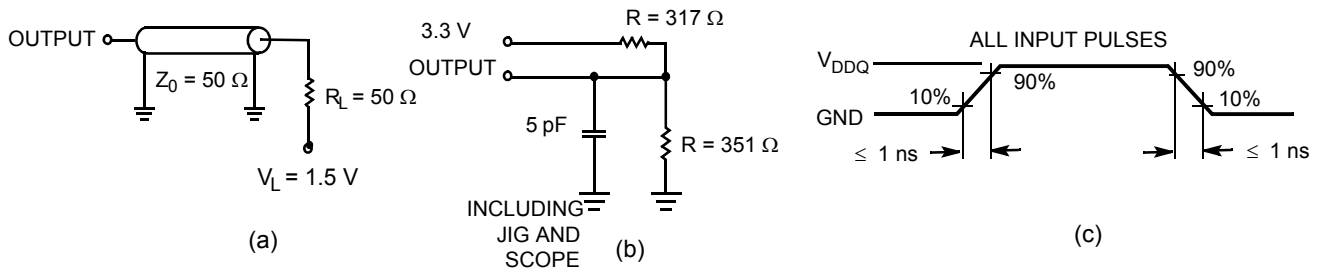 OUTPUT
Z0 = 50 Ω
RL = 50 Ω
VL = 1.5 V
(a)
R = 317 Ω
3.3 V
OUTPUT
5 pF
R = 351 Ω
INCLUDING
JIG AND
SCOPE
(b)
ALL INPUT PULSES
VDDQ
90%
90%
10%
10%
GND
≤ 1 ns
≤ 1 ns
(c)